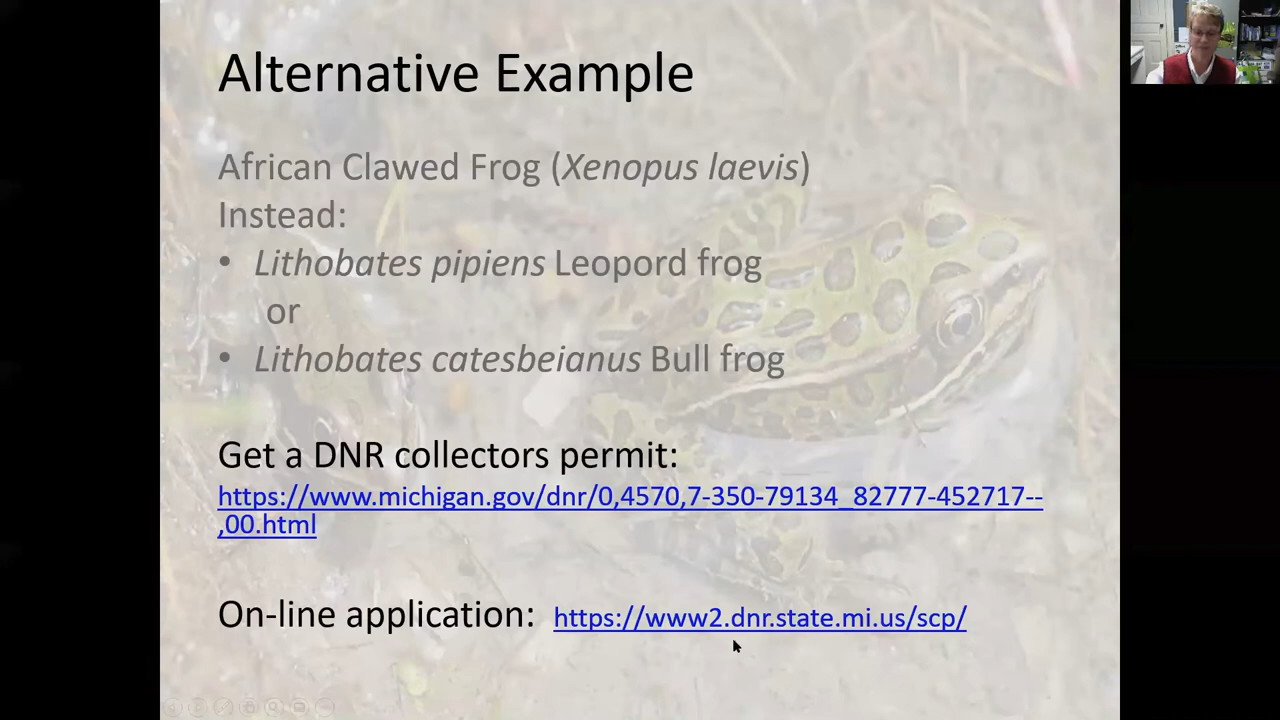 Alternative Example
African Clawed Frog (Xenopus laevis)
Instead:
• Lithobates pipiens Leopord frog
or
• Lithobates catesbeianus Bull frog
Get a DNR collectors permit:
https://www.michigan.gov/dnr/0,4570,7-350-79134_82777-452717--
,00.html
On-line application: https://www2.dnr.state.mi.us/scp/